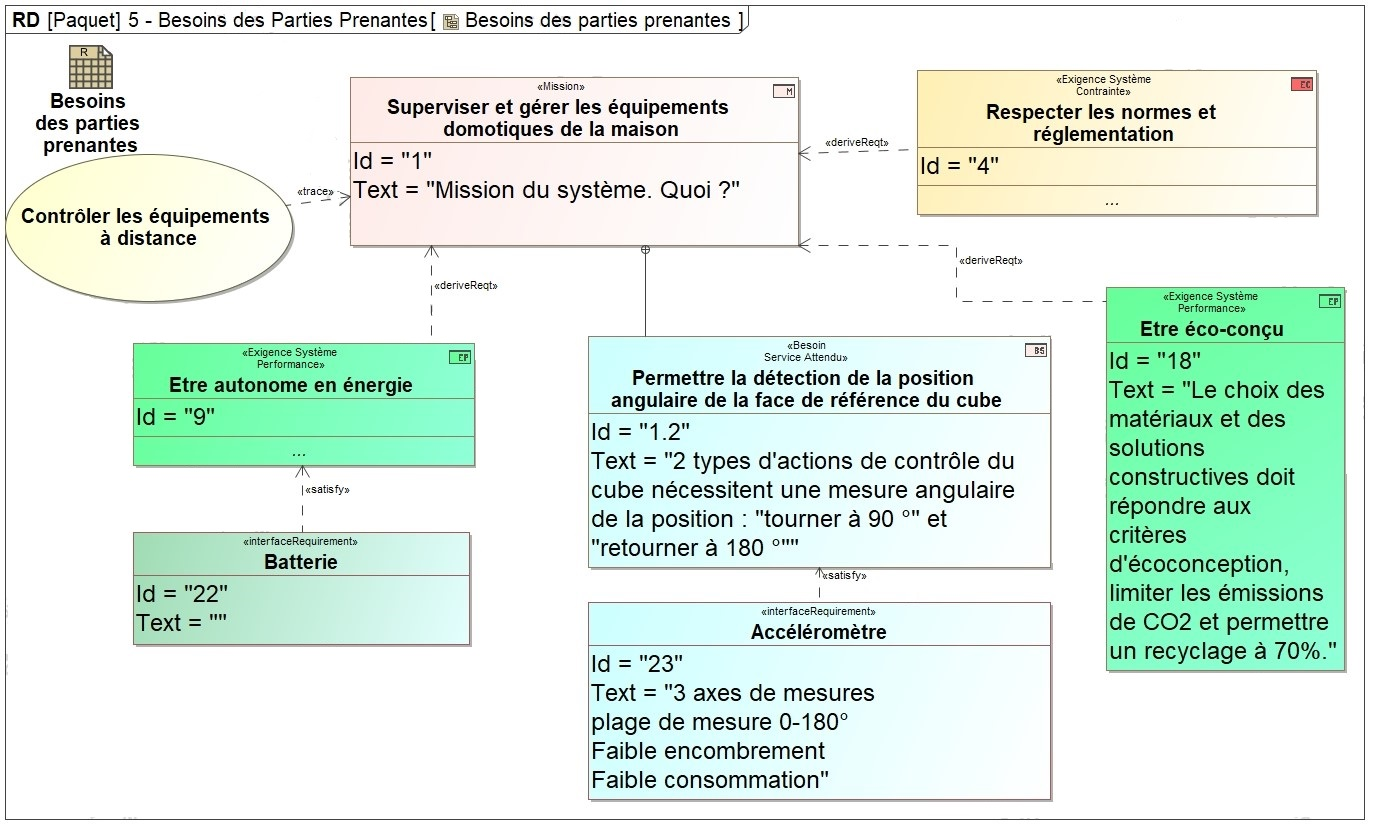 RD [Paquet] 5 - Besoins des Parties Prenantes[ Besoins des parties prenantes ]
R
Besoins
des parties
prenantes
Contrôler les équipements
à distance
«trace»
«Mission»
M
Superviser et gérer les équipements
domotiques de la maison
Id = "1"
Text = "Mission du système. Quoi ?"
«deriveReqt»
«Exigence Système
Contrainte»
EC
Respecter les normes et
réglementation
Id = "4"
...
«deriveReqt»
«deriveReqt»
«Exigence Système
Performance»
EP
Etre autonome en énergie
Id = "9"
...
«satisfy»
«interfaceRequirement»
Batterie
Id = "22"
Text = ""
«Besoin
Service Attendu»
BS
Permettre la détection de la position
angulaire de la face de référence du cube
Id = "1.2"
Text = "2 types d'actions de contrôle du
cube nécessitent une mesure angulaire
de la position : "tourner à 90 °" et
"retourner à 180 °""
«satisfy»
«interfaceRequirement»
Accéléromètre
Id = "23"
Text = "3 axes de mesures
plage de mesure 0-180°
Faible encombrement
Faible consommation"
«Exigence Système
Performance»
EP
Etre éco-conçu
Id = "18"
Text = "Le choix des
matériaux et des
solutions
constructives doit
répondre aux
critères
d'écoconception,
limiter les émissions
de CO2 et permettre
un recyclage à 70%."